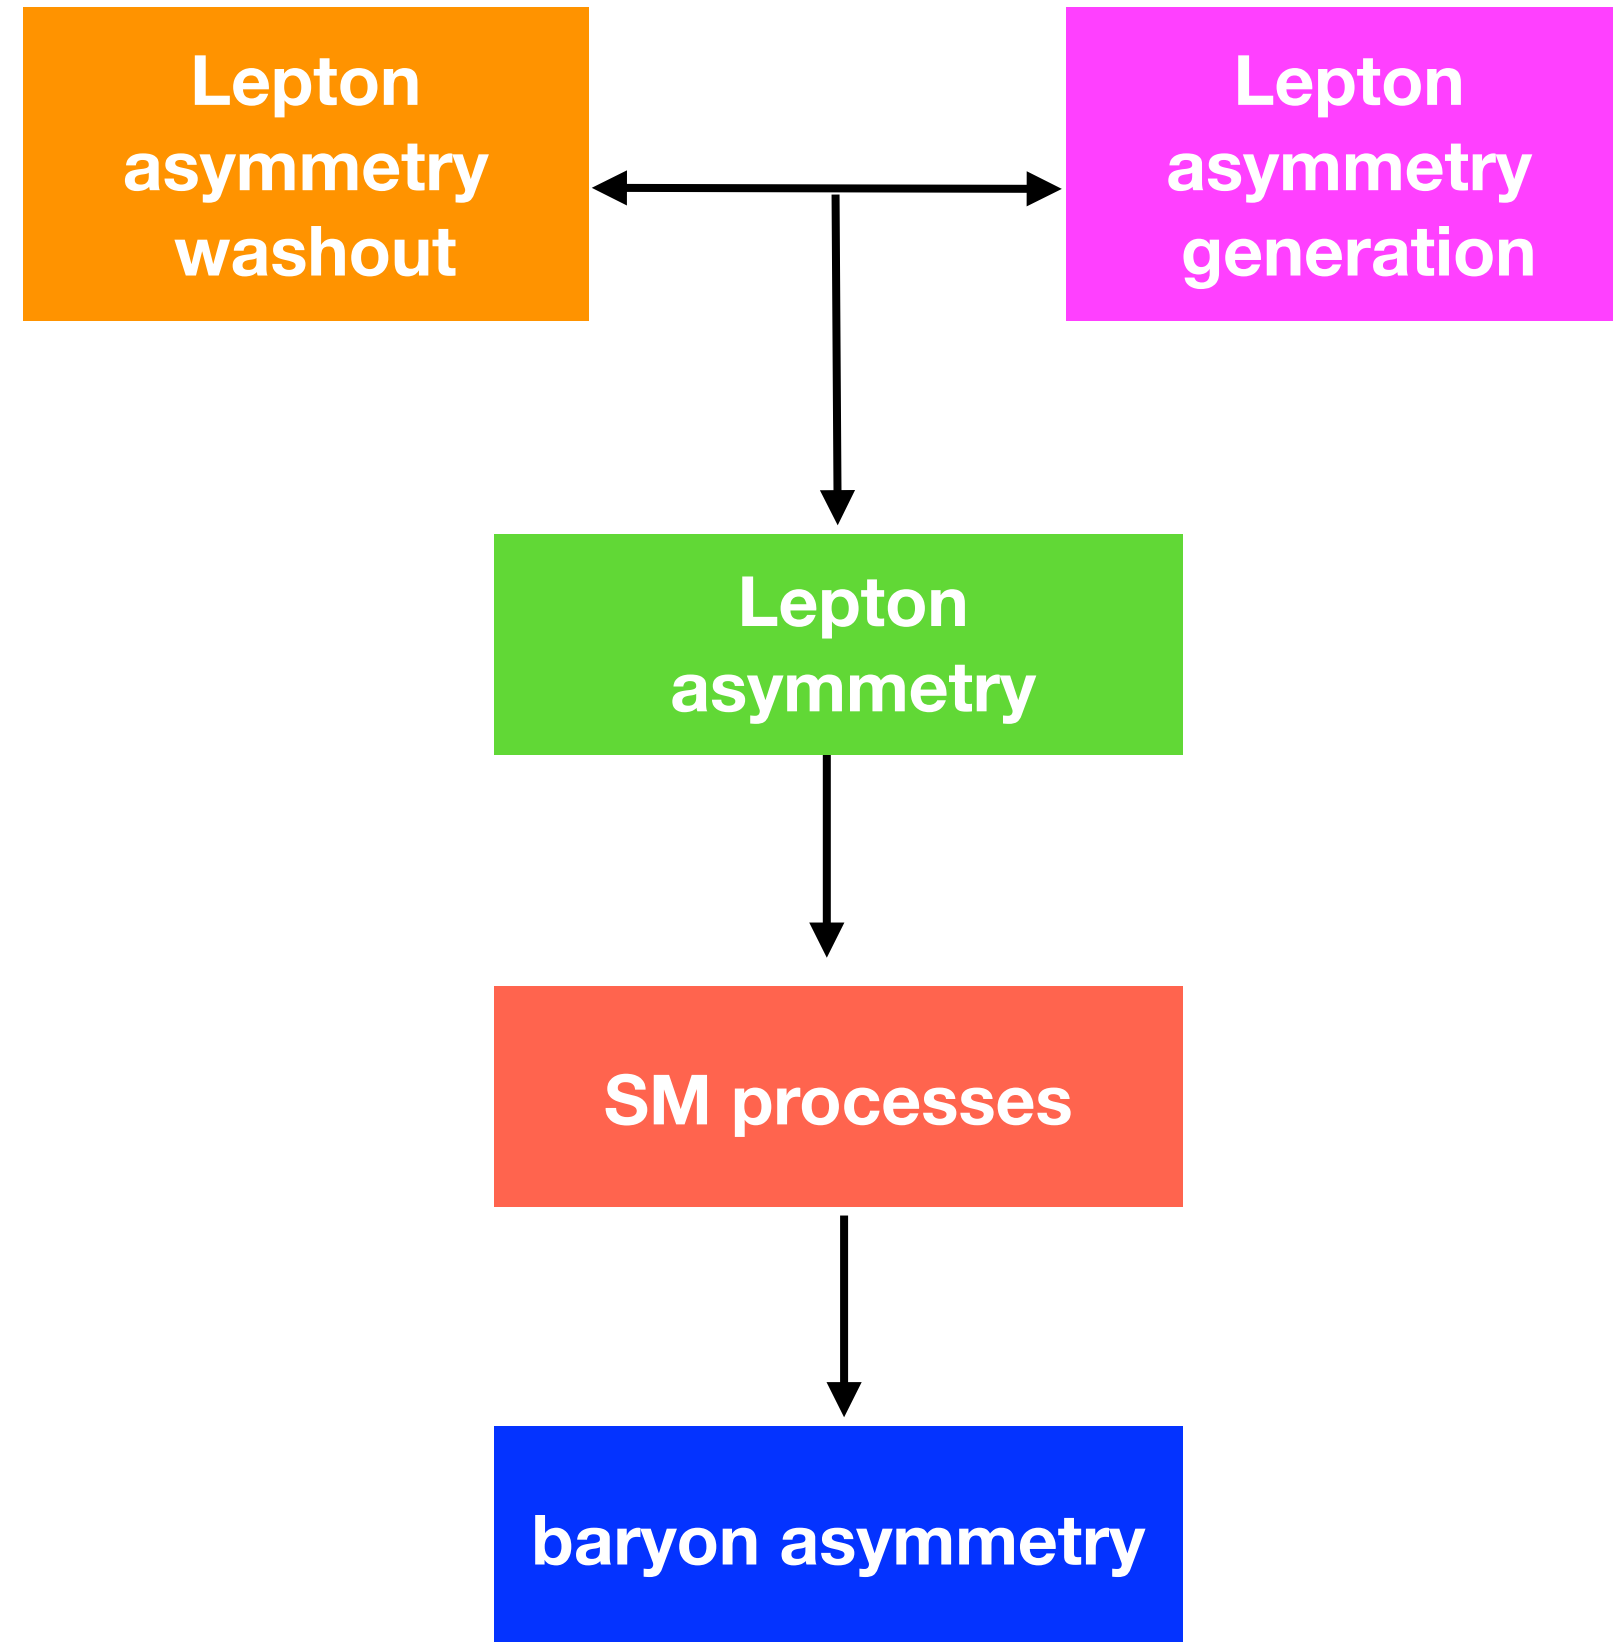 Lepton
asymmetry
washout
Lepton
asymmetry
generation
Lepton
asymmetry
SM processes
baryon asymmetry